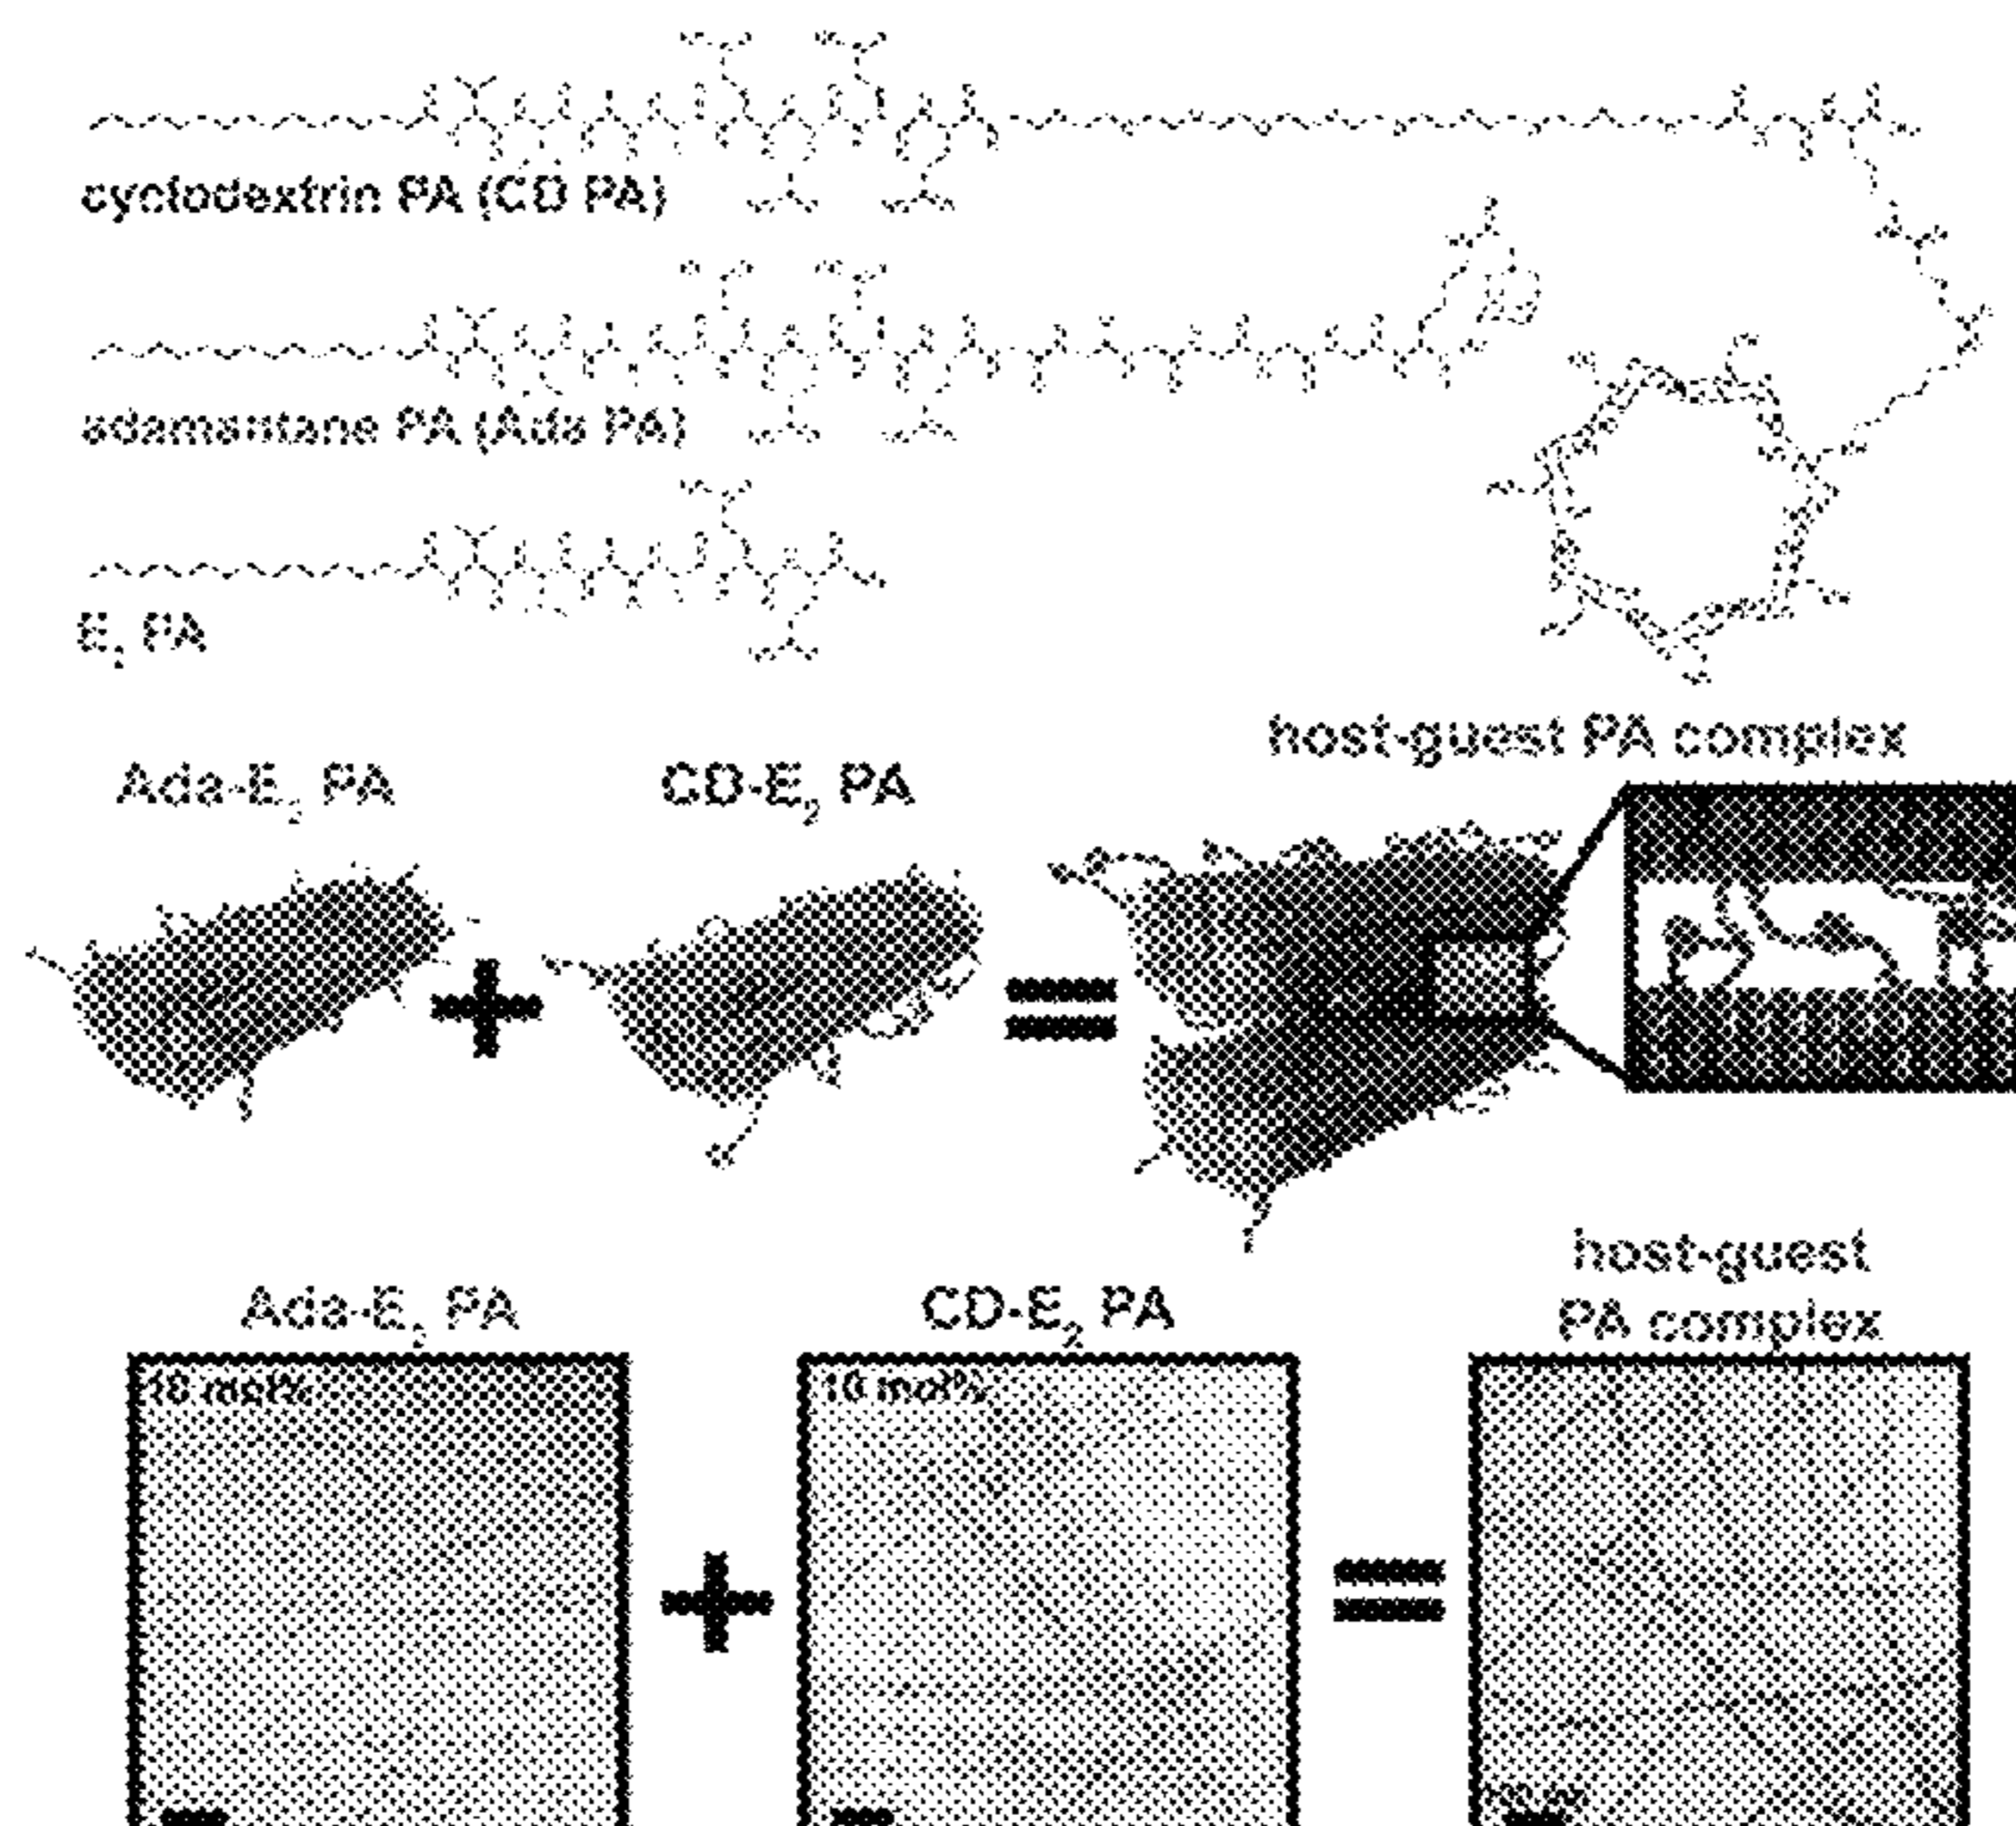 cyclodextrin PA (CD PA)
adamantane PA (Ada PA)
E₂ PA
host-guest PA complex
Ada-E₂ PA
CD-E₂ PA
host-guest
PA complex
Ada-E₂ PA
CD-E₂ PA
10 mol%
10 mol%